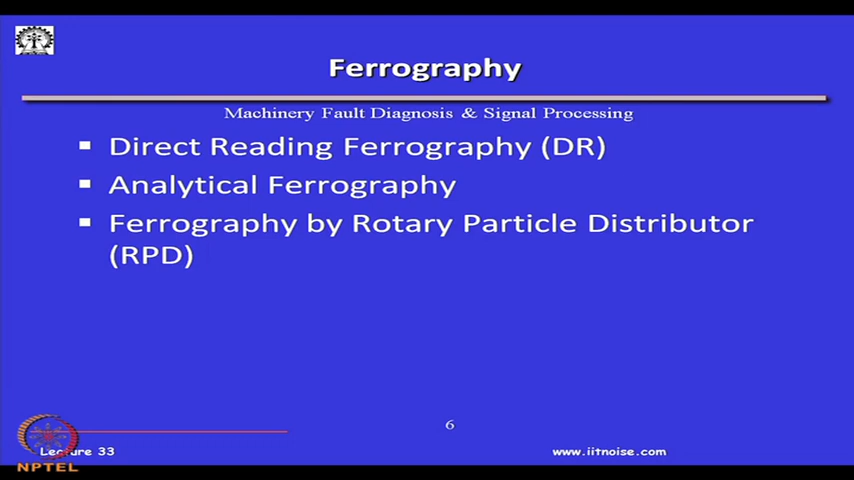 Ferrography
Machinery Fault Diagnosis & Signal Processing
Direct Reading Ferrography (DR)
Analytical Ferrography
Ferrography by Rotary Particle Distributor
(RPD)
6
Lecture 33
www.iitnoise.com
NPTEL